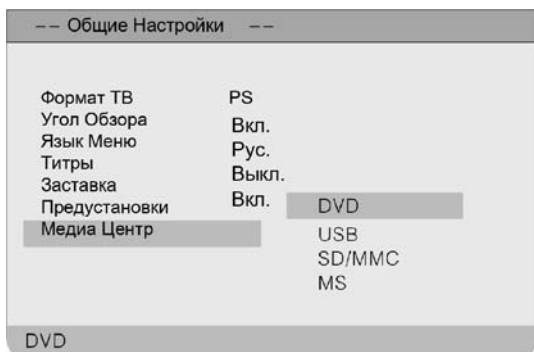 -- Общие Настройки --
Формат ТВ PS
Угол Обзора Вкл.
Язык Меню Рус.
Титры Выкл.
Заставка Вкл.
Предустановки
Медиа Центр
DVD
USB
SD/MMC
MS
DVD